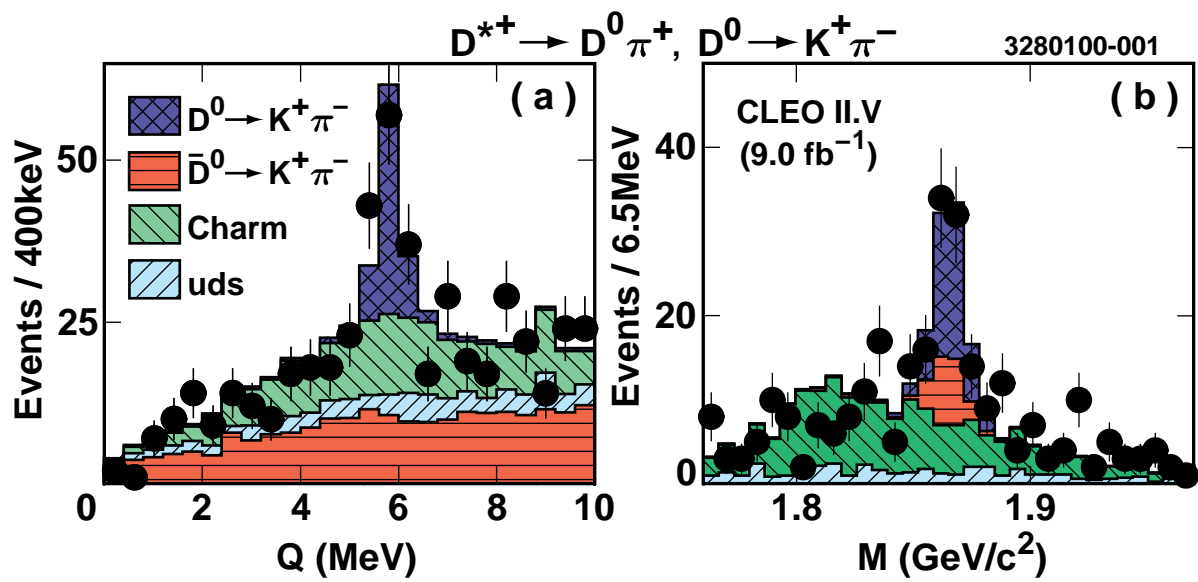 D*+ → D⁰π+, D⁰ → K+π−
3280100-001
Events / 400keV
50
25
0
(a)
D⁰ → K+π−
D̄⁰ → K+π−
Charm
uds
0 2 4 6 8 10
Q (MeV)
Events / 6.5MeV
40
20
0
(b)
CLEO II.V
(9.0 fb⁻¹)
1.8 1.9
M (GeV/c²)